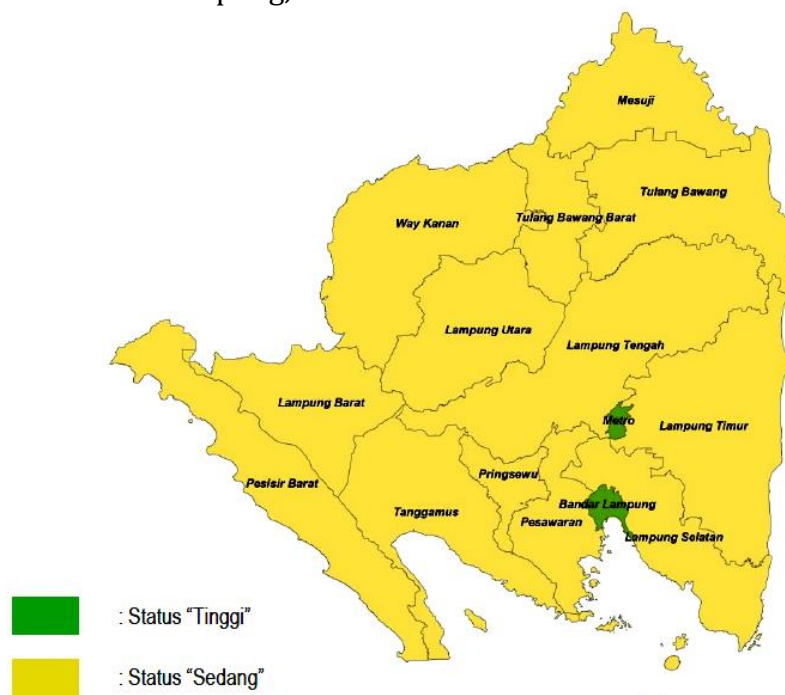 Mesuji
Tulang Bawang
Way Kanan
Tulang Bawang Barat
Lampung Utara
Lampung Tengah
Lampung Barat
Metro
Lampung Timur
Pringsewu
Pesisir Barat
Bandar Lampung
Tanggamus
Pesawaran
Lampung Selatan
: Status “Tinggi”
: Status “Sedang”